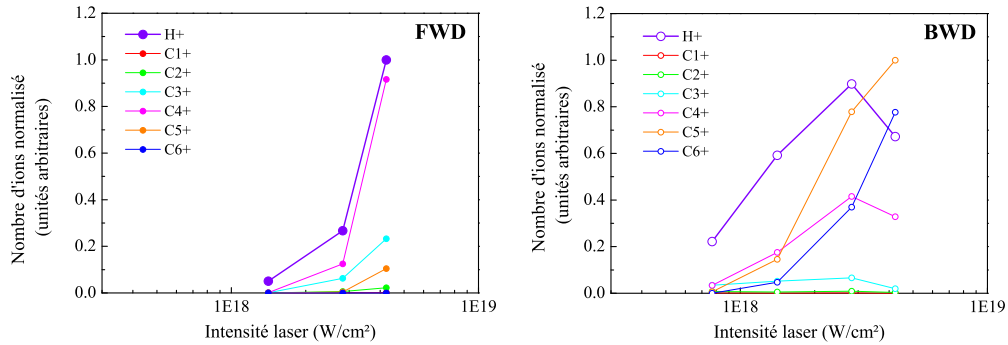 FWD
Nombre d'ions normalisé
(unités arbitraires)
1.2
1.0
0.8
0.6
0.4
0.2
0.0
H+
C1+
C2+
C3+
C4+
C5+
C6+
1E18
1E19
Intensité laser (W/cm²)
BWD
Nombre d'ions normalisé
(unités arbitraires)
1.2
1.0
0.8
0.6
0.4
0.2
0.0
H+
C1+
C2+
C3+
C4+
C5+
C6+
1E18
1E19
Intensité laser (W/cm²)